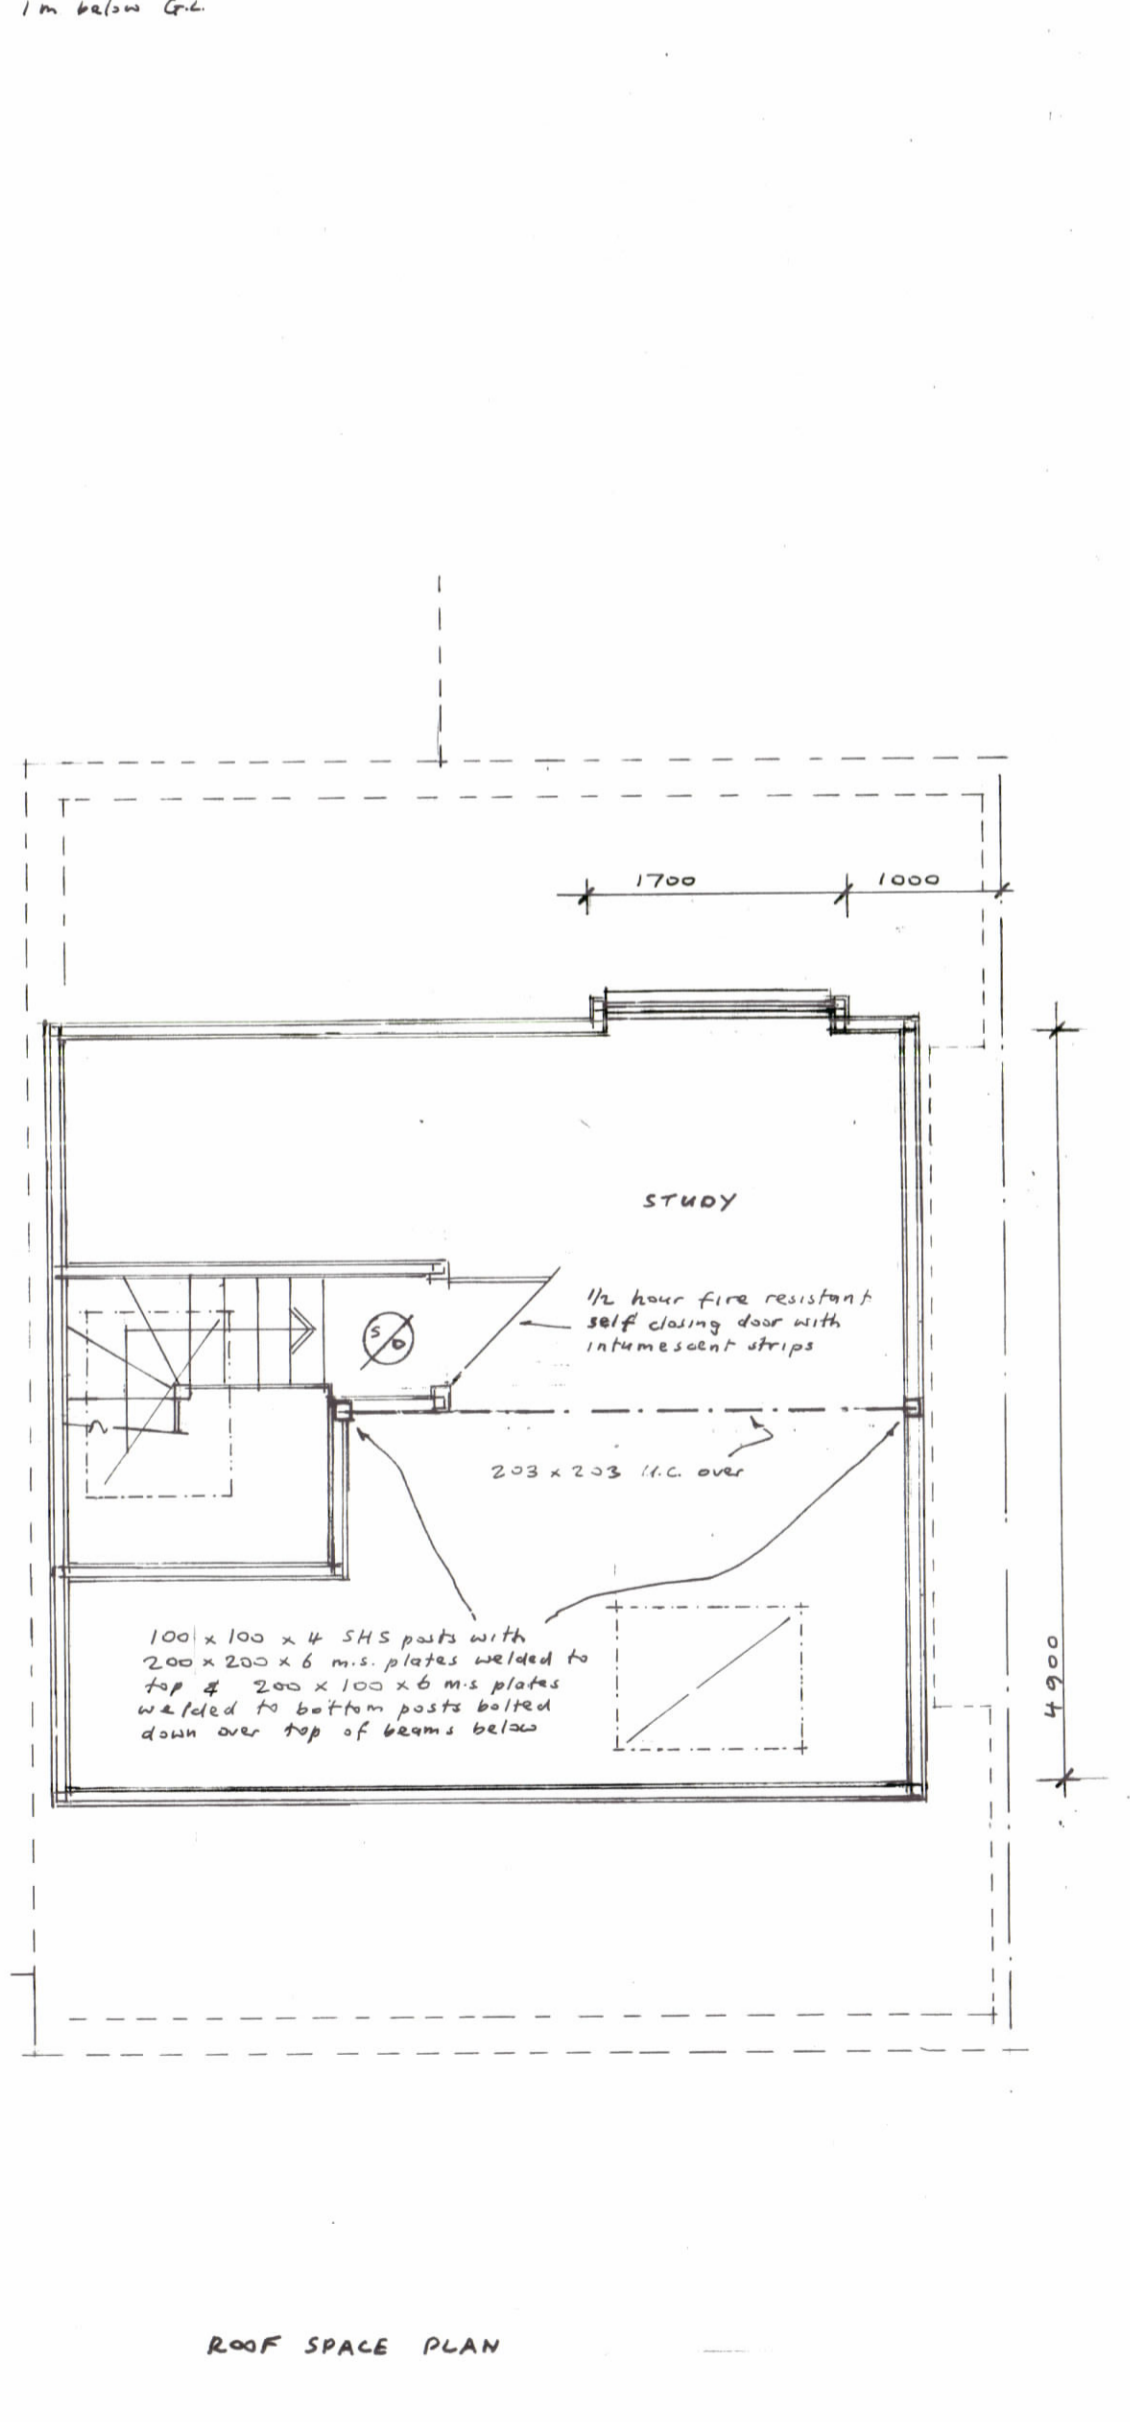 1m below G.L.
1700
1000
STUDY
1/2 hour fire resistant
self closing door with
intumescent strips
S
D
203 x 203 U.C. over
100 x 100 x 4 SHS posts with
200 x 200 x 6 m.s. plates welded to
top & 200 x 100 x 6 m.s plates
welded to bottom posts bolted
down over top of beams below
4900
ROOF SPACE PLAN